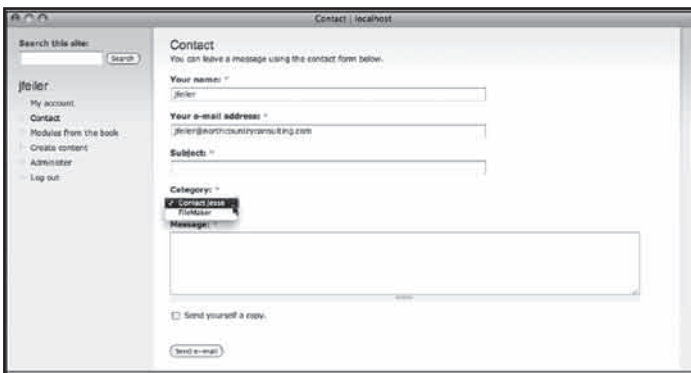 Contact | localhost
Search this site:
Search
jfeiler
My account
Contact
Modules from the book
Create content
Administer
Log out
Contact
You can leave a message using the contact form below.
Your name: *
jfeiler
Your e-mail address: *
jfeiler@northcountryconsulting.com
Subject: *
Category: *
✓ Contact Jesse
FileMaker
Message: *
Send yourself a copy.
Send e-mail